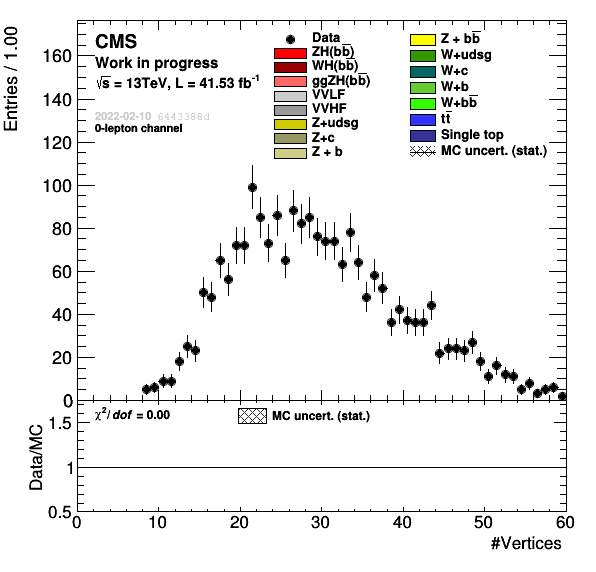 CMS
Work in progress
√s = 13TeV, L = 41.53 fb⁻¹
2022-02-10 6443388d
0-lepton channel
Data
ZH(bb̅)
WH(bb̅)
ggZH(bb̅)
VVLF
VVHF
Z+udsg
Z+c
Z + b
Z + bb̅
W+udsg
W+c
W+b
W+bb̅
tt̅
Single top
MC uncert. (stat.)
Entries / 1.00
160
140
120
100
80
60
40
20
0
χ²/dof = 0.00
MC uncert. (stat.)
Data/MC
1.5
1
0.5
0 10 20 30 40 50 60
#Vertices